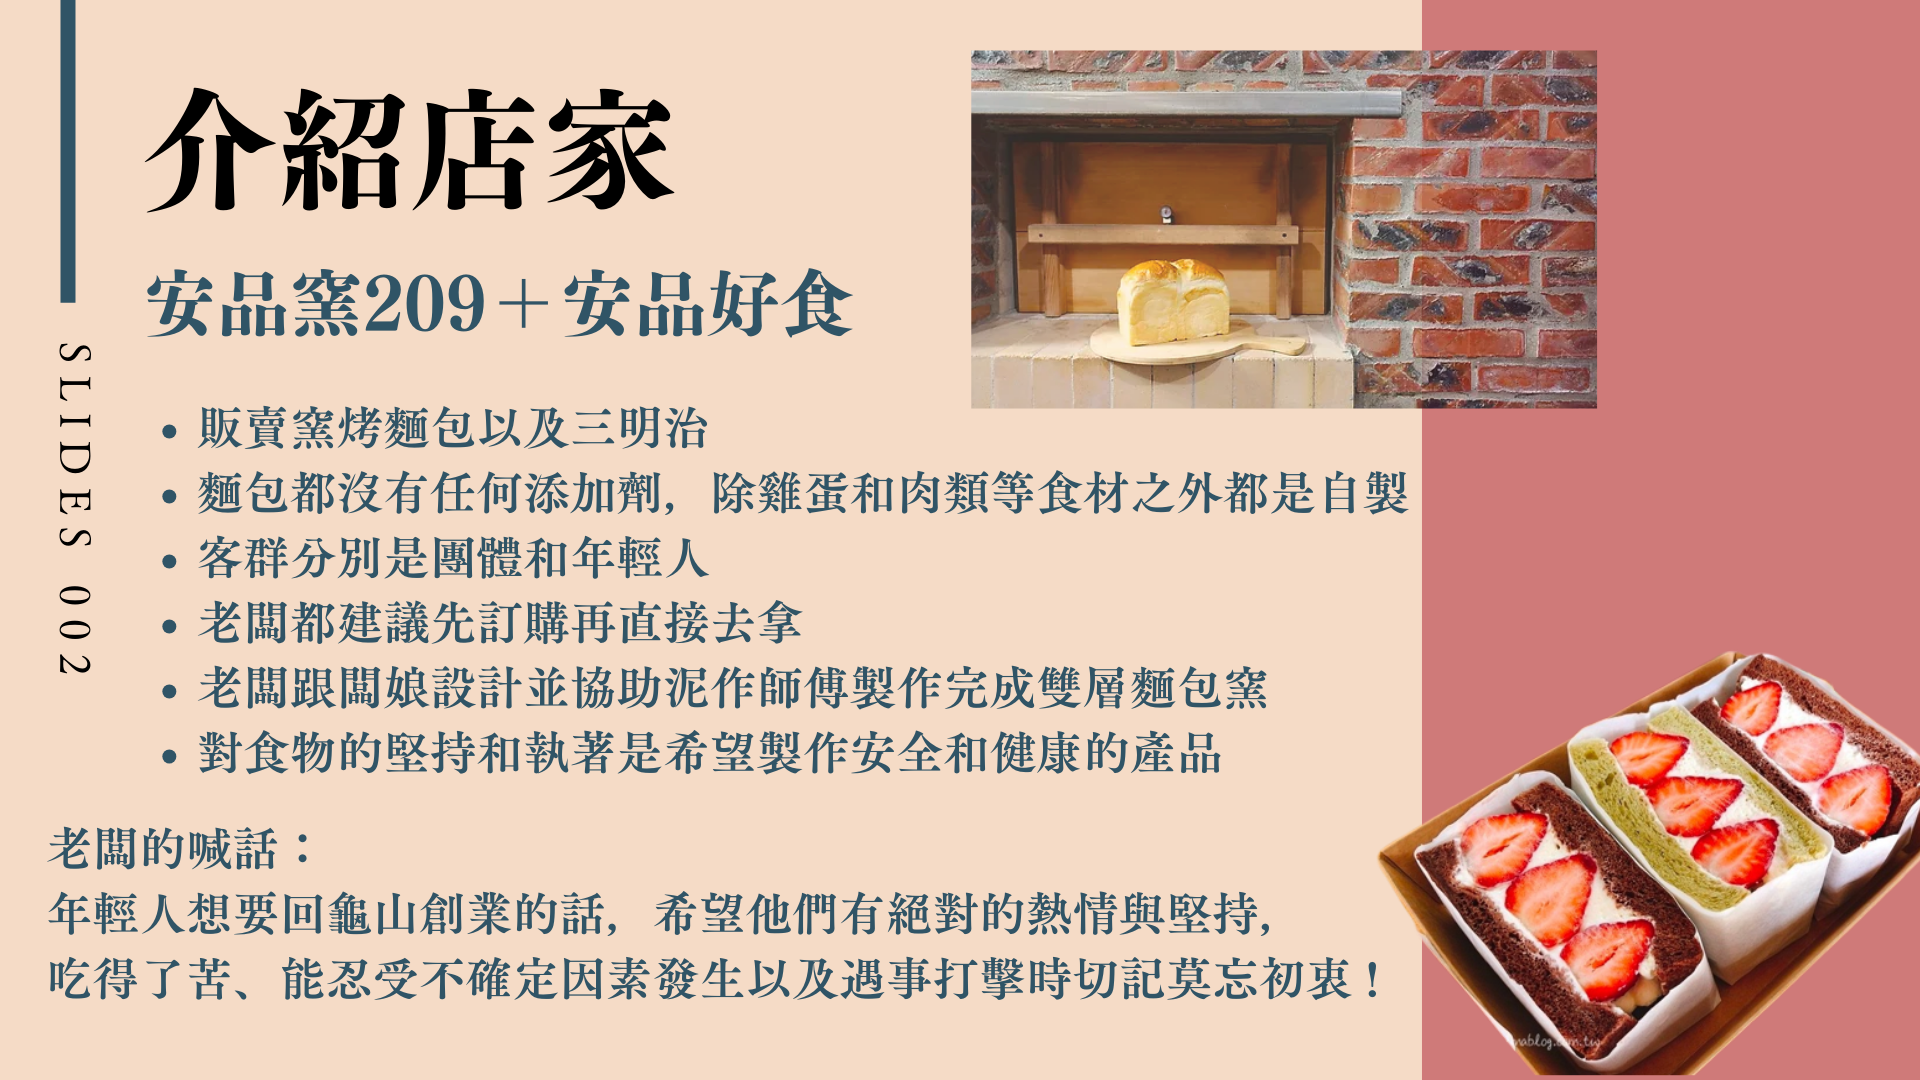 介紹店家
安品窯209＋安品好食
SLIDES 002
• 販賣窯烤麵包以及三明治
• 麵包都沒有任何添加劑，除雞蛋和肉類等食材之外都是自製
• 客群分別是團體和年輕人
• 老闆都建議先訂購再直接去拿
• 老闆跟闆娘設計並協助泥作師傅製作完成雙層麵包窯
• 對食物的堅持和執著是希望製作安全和健康的產品
老闆的喊話：
年輕人想要回龜山創業的話，希望他們有絕對的熱情與堅持，
吃得了苦、能忍受不確定因素發生以及遇事打擊時切記莫忘初衷！